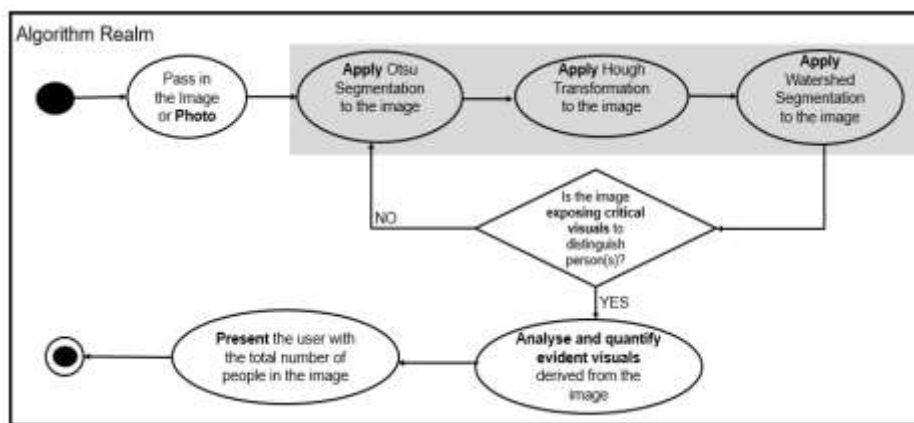 Algorithm Realm
Pass in
the Image
or Photo
Apply Otsu
Segmentation
to the image
Apply Hough
Transformation
to the image
Apply
Watershed
Segmentation
to the image
Is the image
exposing critical
visuals to
distinguish
person(s)?
NO
YES
Analyse and quantify
evident visuals
derived from the
image
Present the user with
the total number of
people in the image